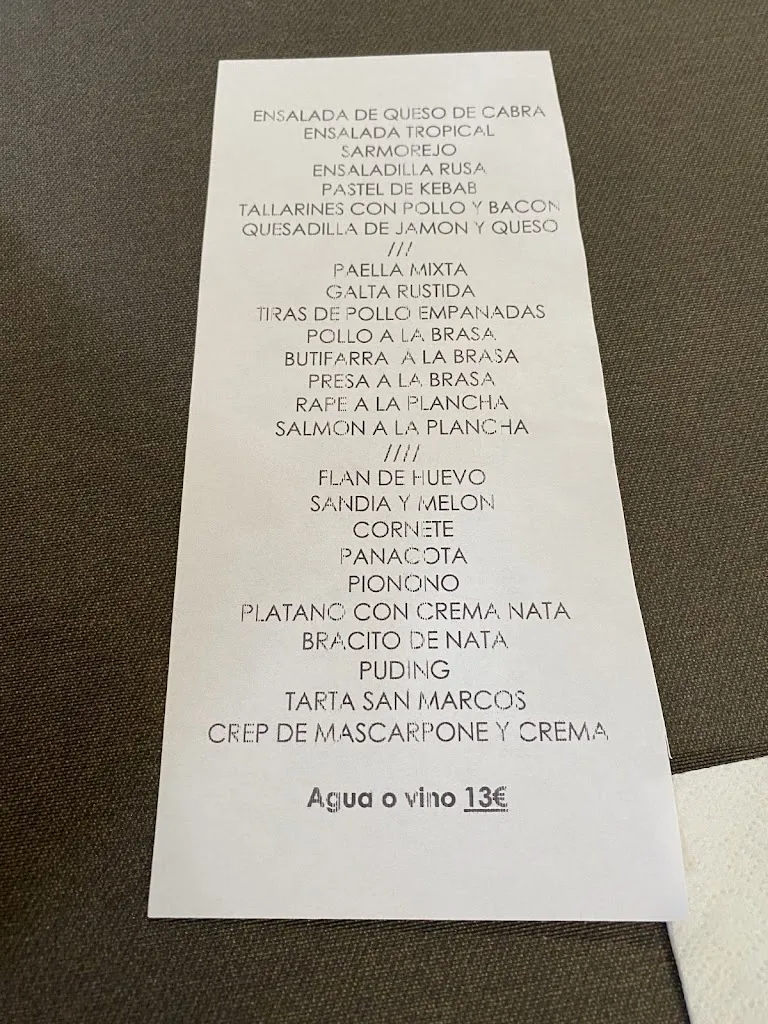 ENSALADA DE QUESO DE CABRA
ENSALADA TROPICAL
SARMOREJO
ENSALADILLA RUSA
PASTEL DE KEBAB
TALLARINES CON POLLO Y BACON
QUESADILLA DE JAMON Y QUESO
///
PAELLA MIXTA
GALTA RUSTIDA
TIRAS DE POLLO EMPANADAS
POLLO A LA BRASA
BUTIFARRA A LA BRASA
PRESA A LA BRASA
RAPE A LA PLANCHA
SALMON A LA PLANCHA
////
FLAN DE HUEVO
SANDIA Y MELON
CORNETE
PANACOTA
PIONONO
PLATANO CON CREMA NATA
BRACITO DE NATA
PUDING
TARTA SAN MARCOS
CREP DE MASCARPONE Y CREMA
Agua o vino 13€